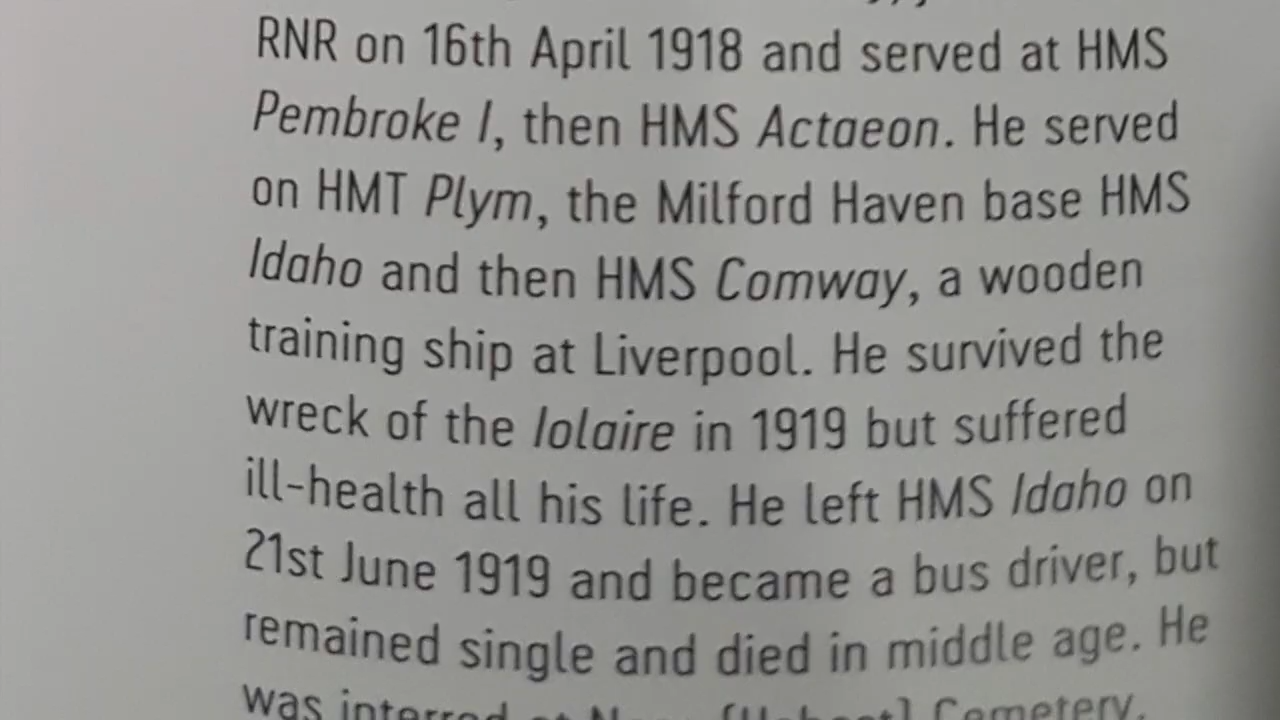 RNR on 16th April 1918 and served at HMS
Pembroke I, then HMS Actaeon. He served
on HMT Plym, the Milford Haven base HMS
Idaho and then HMS Comway, a wooden
training ship at Liverpool. He survived the
wreck of the Iolaire in 1919 but suffered
ill-health all his life. He left HMS Idaho on
21st June 1919 and became a bus driver, but
remained single and died in middle age. He
was interred at Cemetery.